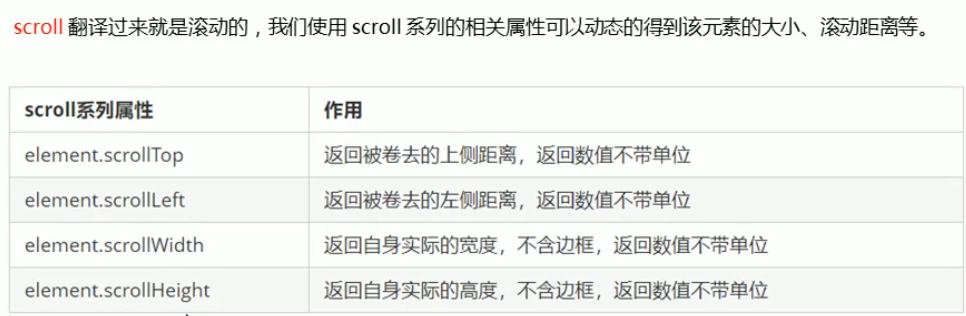 scroll 翻译过来就是滚动的，我们使用 scroll 系列的相关属性可以动态的得到该元素的大小、滚动距离等。
scroll系列属性 作用
element.scrollTop 返回被卷去的上侧距离，返回数值不带单位
element.scrollLeft 返回被卷去的左侧距离，返回数值不带单位
element.scrollWidth 返回自身实际的宽度，不含边框，返回数值不带单位
element.scrollHeight 返回自身实际的高度，不含边框，返回数值不带单位